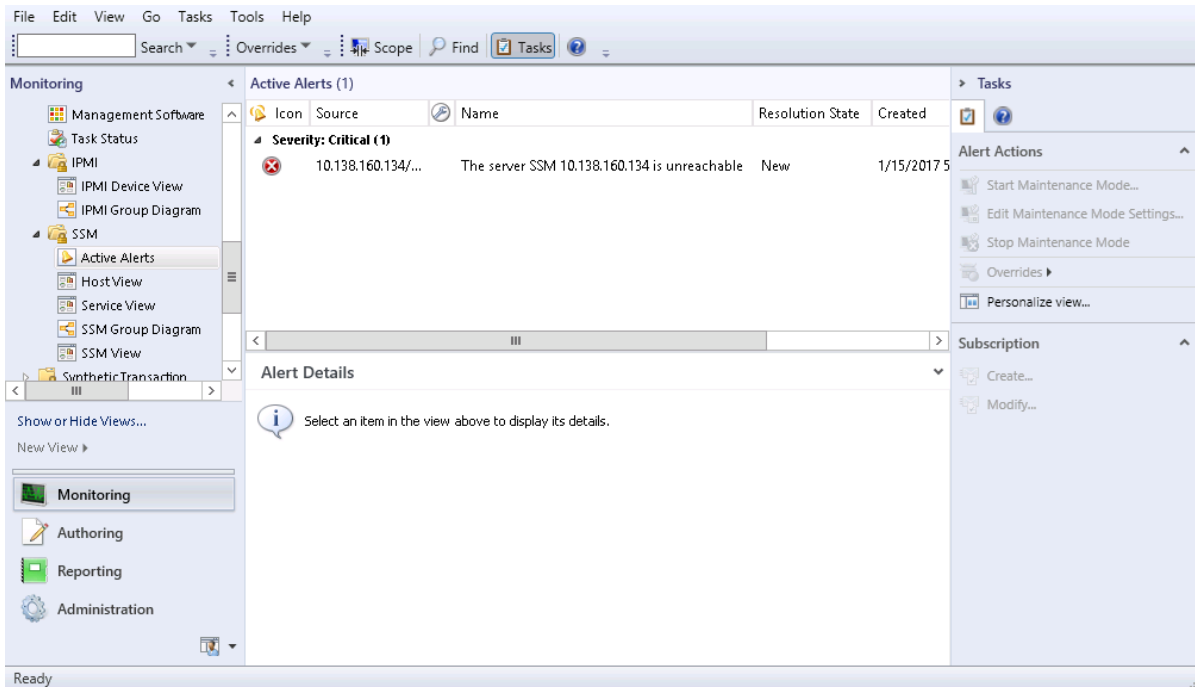 File Edit View Go Tasks Tools Help
Search Overrides Scope Find Tasks
Monitoring
Management Software
Task Status
IPMI
IPMI Device View
IPMI Group Diagram
SSM
Active Alerts
Host View
Service View
SSM Group Diagram
SSM View
Synthetic Transaction
Show or Hide Views...
New View
Monitoring
Authoring
Reporting
Administration
Active Alerts (1)
Icon Source Name Resolution State Created
Severity: Critical (1)
10.138.160.134/... The server SSM 10.138.160.134 is unreachable New 1/15/2017 5
Alert Details
Select an item in the view above to display its details.
Tasks
Alert Actions
Start Maintenance Mode...
Edit Maintenance Mode Settings...
Stop Maintenance Mode
Overrides
Personalize view...
Subscription
Create...
Modify...
Ready